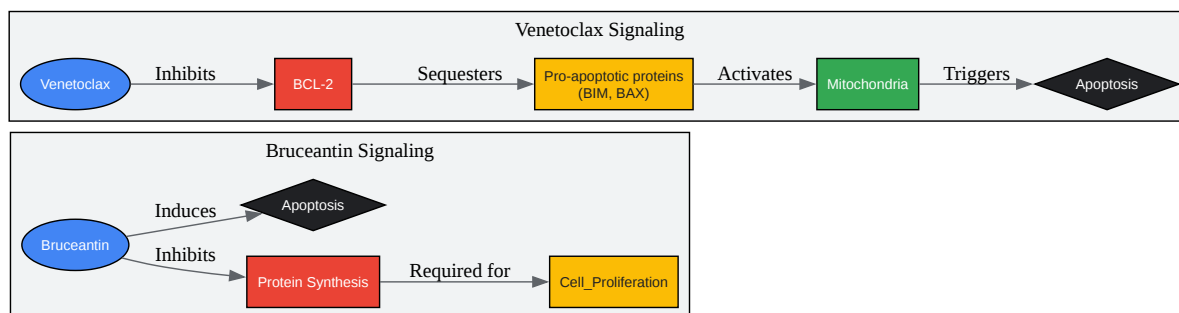 Venetoclax Signaling
Venetoclax
Inhibits
BCL-2
Sequesters
Pro-apoptotic proteins
(BIM, BAX)
Activates
Mitochondria
Triggers
Apoptosis
Bruceantin Signaling
Bruceantin
Induces
Apoptosis
Inhibits
Protein Synthesis
Required for
Cell_Proliferation